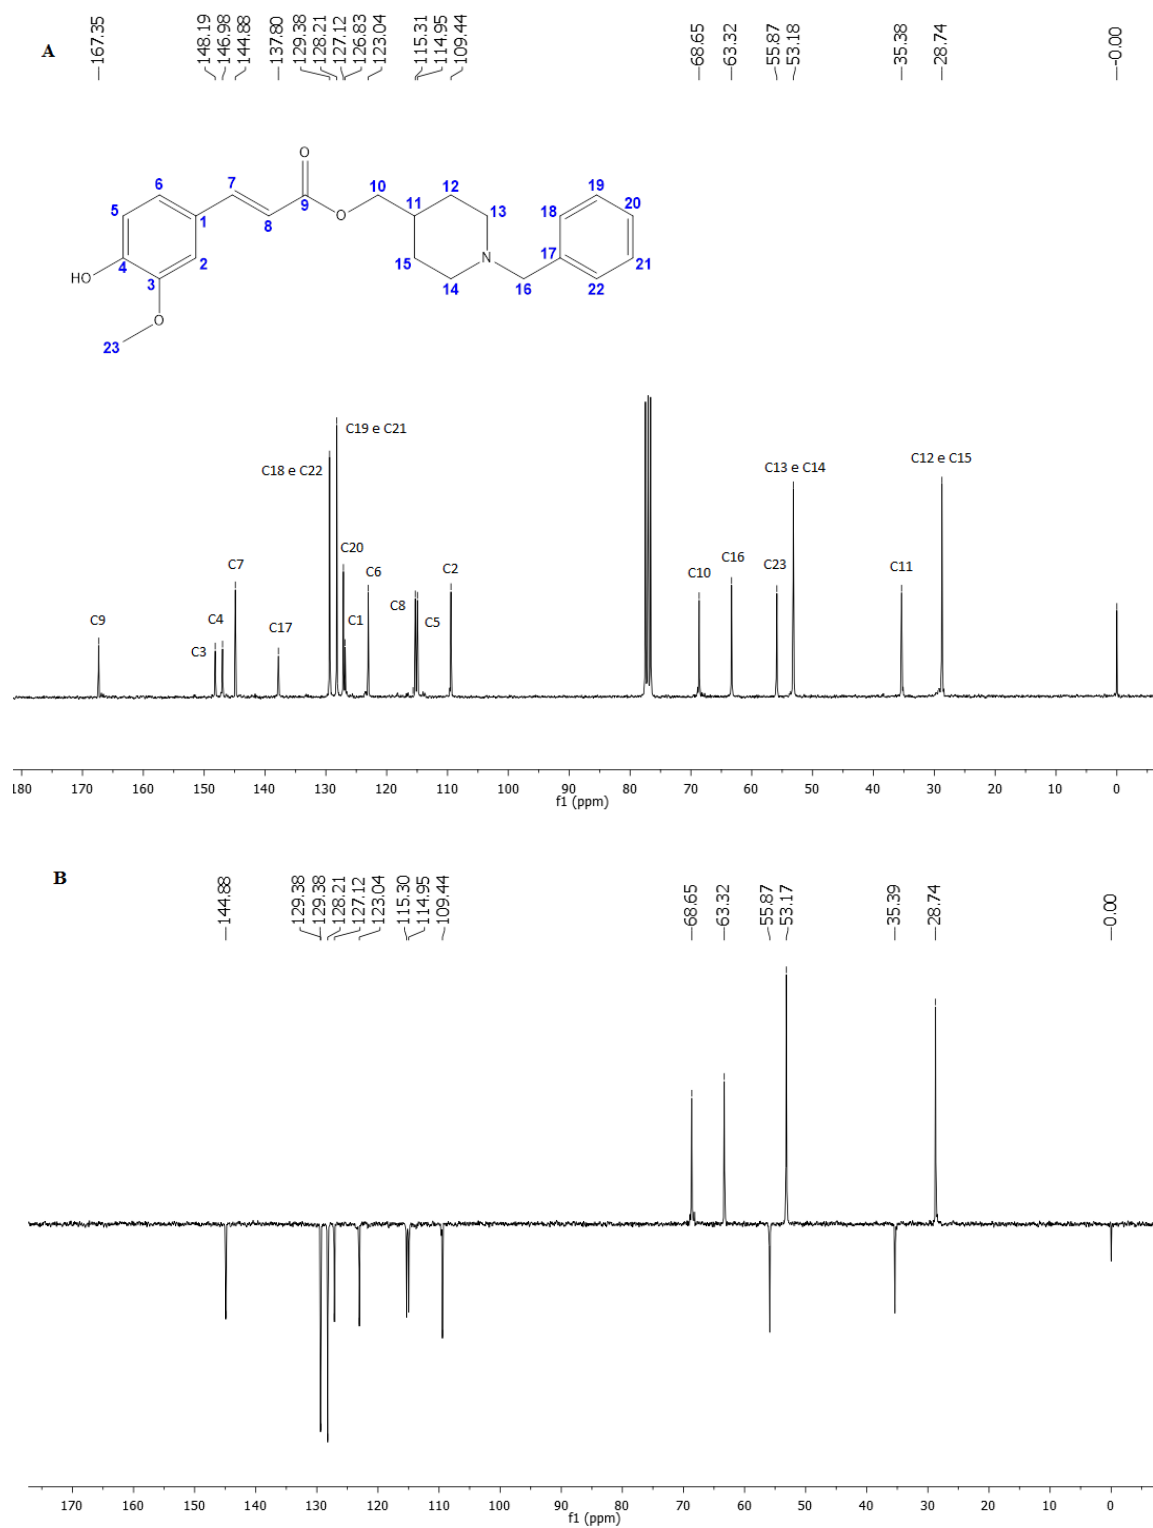 A
-167.35
148.19
146.98
144.88
-137.80
129.38
128.21
127.12
126.83
123.04
115.31
114.95
109.44
-68.65
-63.32
55.87
53.18
-35.38
-28.74
-0.00
O
6
7
10
12
19
5
9
11
13
18
20
1
8
O
4
2
15
N
17
21
HO
3
14
16
22
O
23
C19 e C21
C18 e C22
C13 e C14
C12 e C15
C7
C20
C6
C2
C10
C16
C23
C11
C9
C4
C3
C17
C1
C8
C5
180 170 160 150 140 130 120 110 100 90 80 70 60 50 40 30 20 10 0
f1 (ppm)
B
-144.88
129.38
129.38
128.21
127.12
123.04
115.30
114.95
109.44
-68.65
-63.32
55.87
53.17
-35.39
-28.74
-0.00
170 160 150 140 130 120 110 100 90 80 70 60 50 40 30 20 10 0
f1 (ppm)